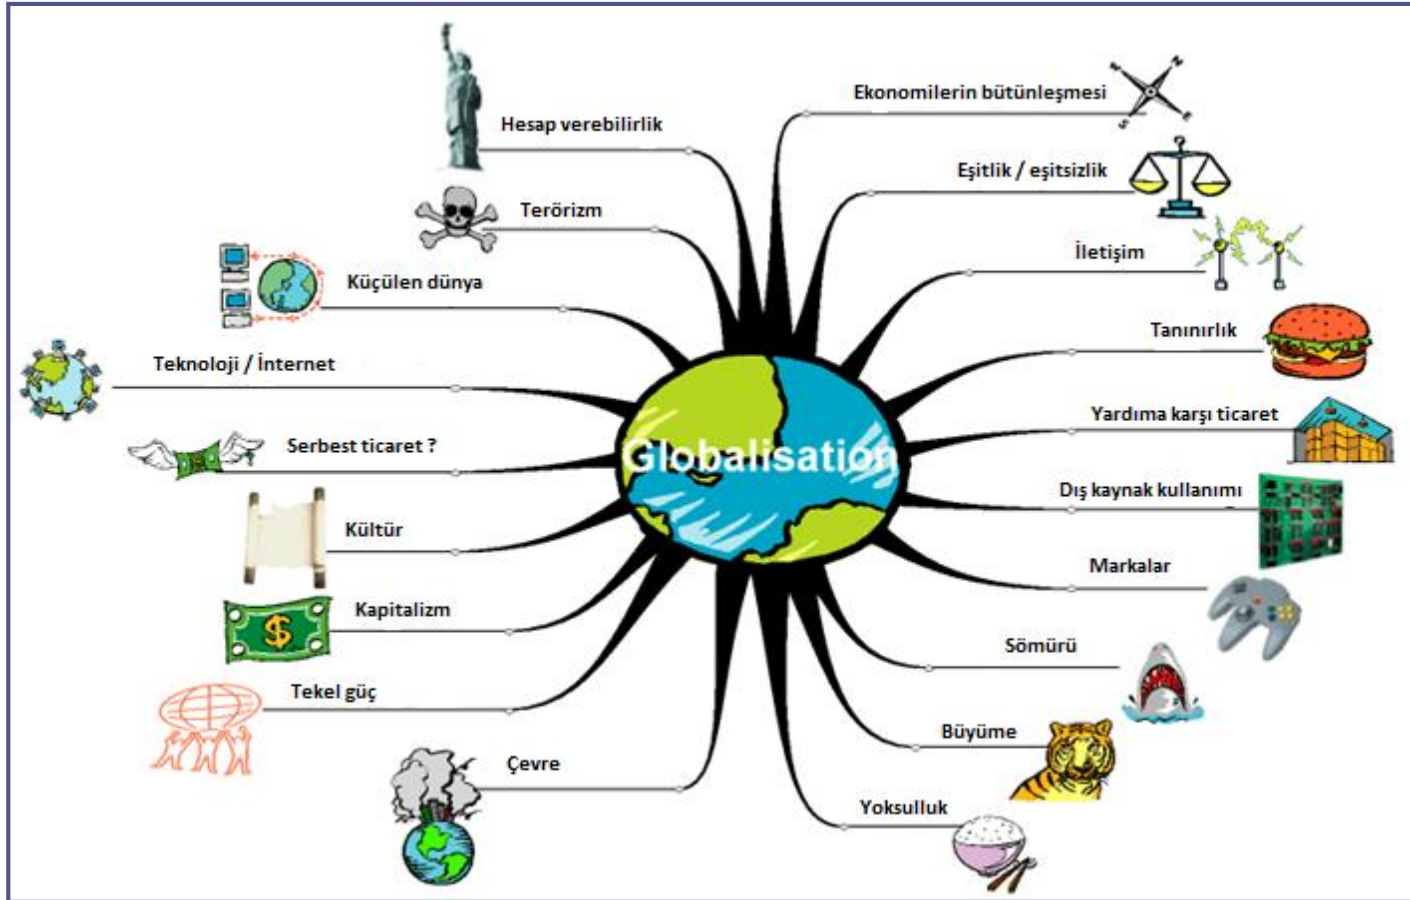 Hesap verebilirlik
Terörizm
Küçülen dünya
Teknoloji / İnternet
Serbest ticaret ?
Kültür
Kapitalizm
Tekel güç
Çevre
Globalisation
Ekonomilerin bütünleşmesi
N
N
S
E
Eşitlik / eşitsizlik
İletişim
Tanınırlık
Yardıma karşı ticaret
Dış kaynak kullanımı
Markalar
Sömürü
Büyüme
Yoksulluk
$